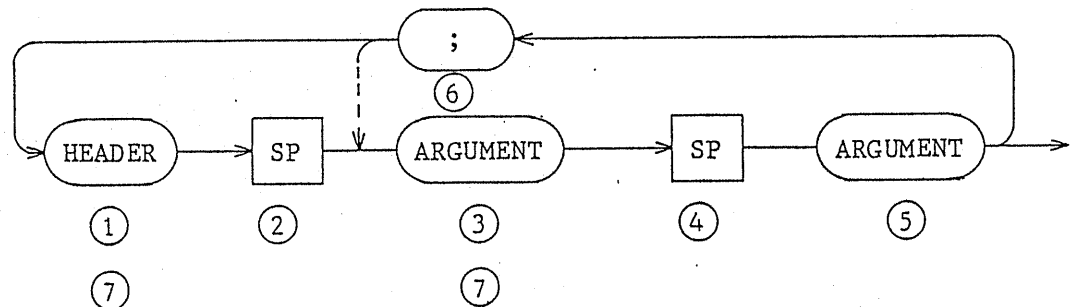 ;
⑥
HEADER SP ARGUMENT SP ARGUMENT
① ② ③ ④ ⑤
⑦ ⑦